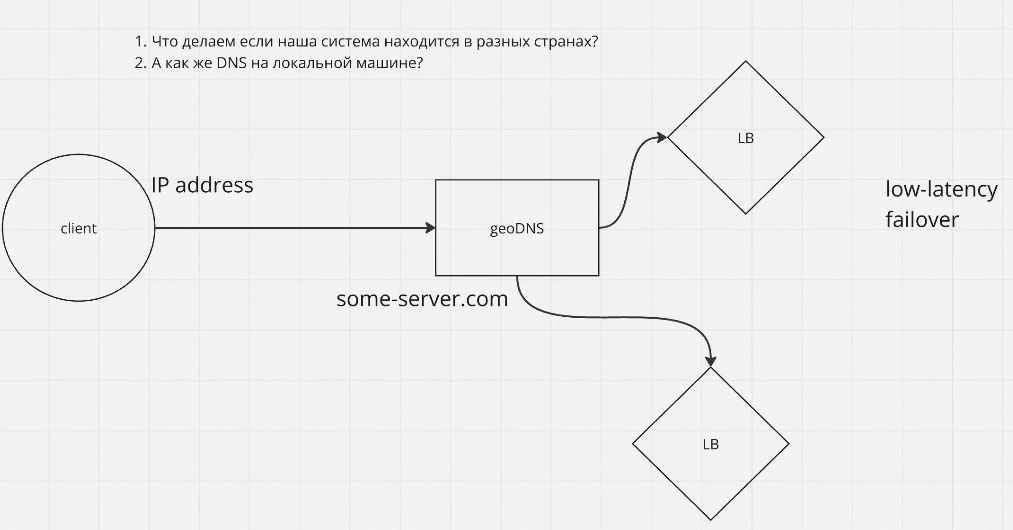 1. Что делаем если наша система находится в разных странах?
2. А как же DNS на локальной машине?
LB
IP address
low-latency
failover
client
geoDNS
some-server.com
LB